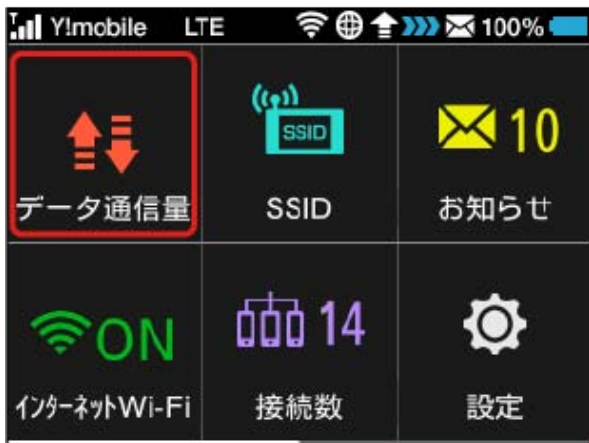 Y!mobile LTE 100%
SSID
10
データ通信量
SSID
お知らせ
ON
14
インターネットWi-Fi
接続数
設定